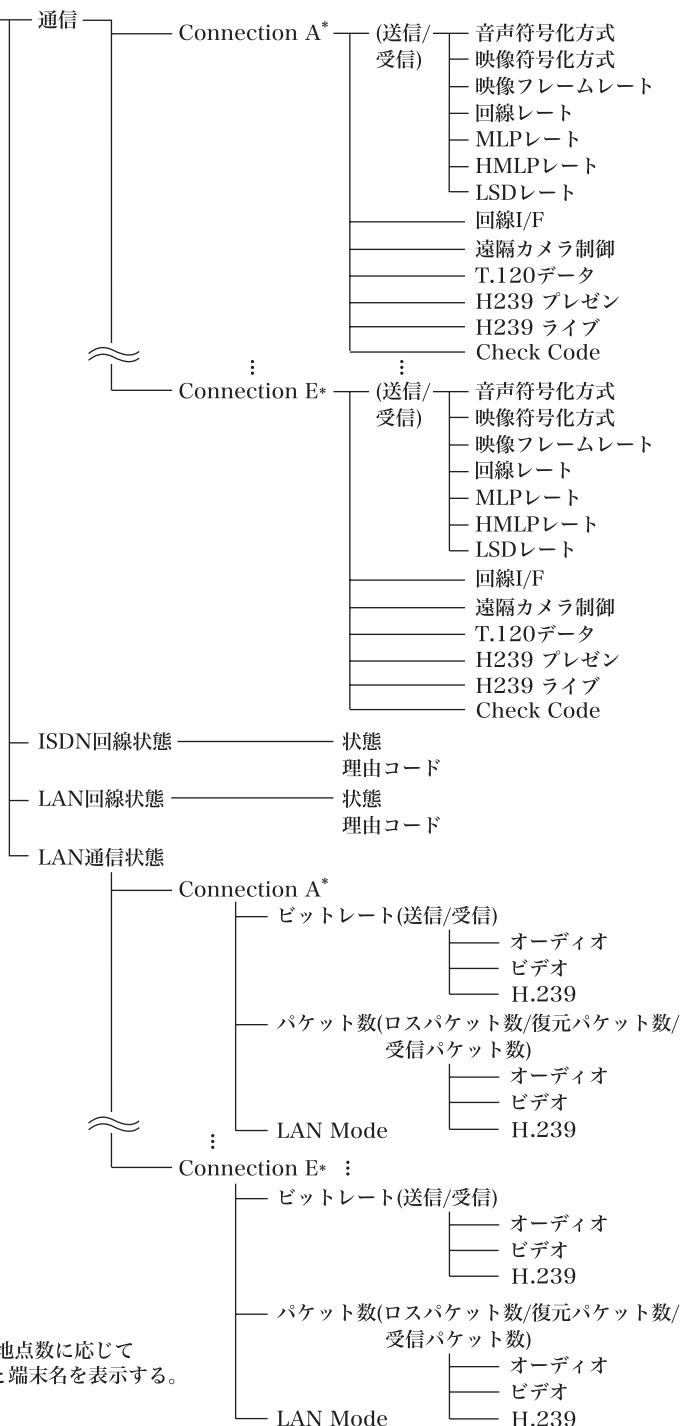 通信
Connection A*
(送信/
受信)
音声符号化方式
映像符号化方式
映像フレームレート
回線レート
MLPレート
HMLPレート
LSDレート
回線I/F
遠隔カメラ制御
T.120データ
H239 プレゼン
H239 ライブ
Check Code
Connection E*
(送信/
受信)
音声符号化方式
映像符号化方式
映像フレームレート
回線レート
MLPレート
HMLPレート
LSDレート
回線I/F
遠隔カメラ制御
T.120データ
H239 プレゼン
H239 ライブ
Check Code
ISDN回線状態
状態
理由コード
LAN回線状態
状態
理由コード
LAN通信状態
Connection A*
ビットレート(送信/受信)
オーディオ
ビデオ
H.239
パケット数(ロスパケット数/復元パケット数/
受信パケット数)
オーディオ
ビデオ
H.239
LAN Mode
Connection E*
ビットレート(送信/受信)
オーディオ
ビデオ
H.239
パケット数(ロスパケット数/復元パケット数/
受信パケット数)
オーディオ
ビデオ
H.239
LAN Mode
地点数に応じて
と端末名を表示する。